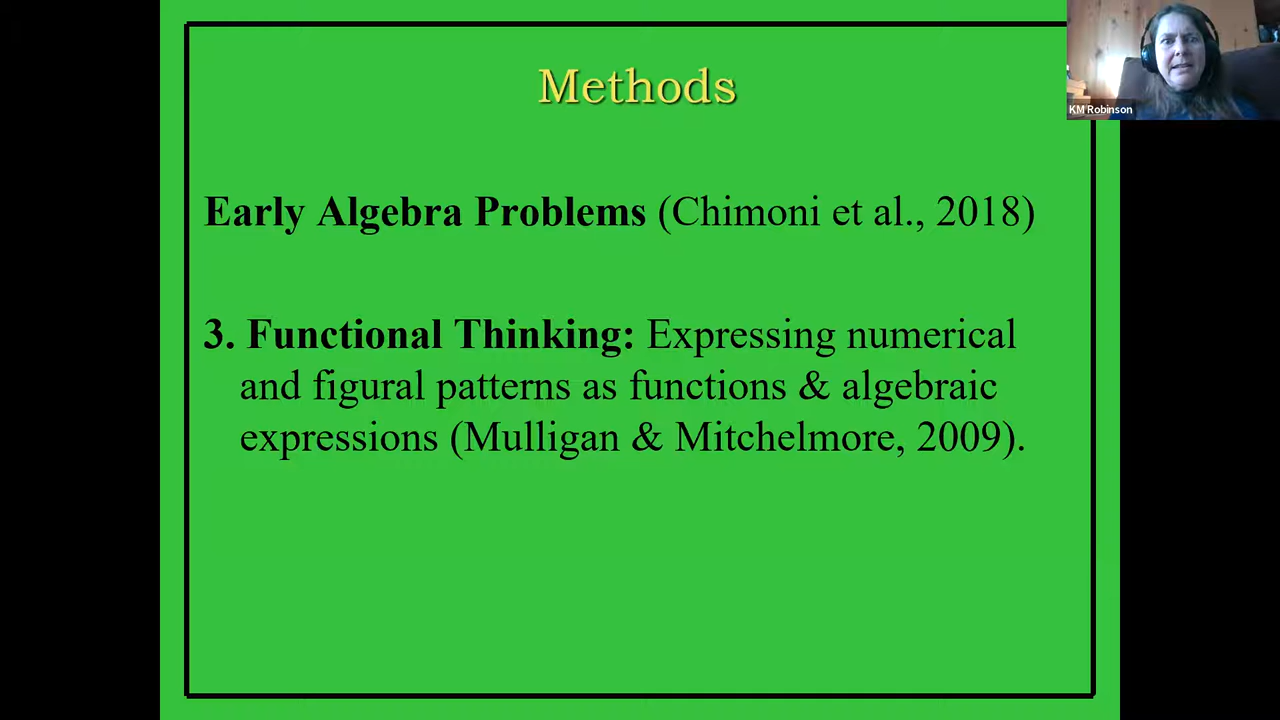 Methods
KM Robinson
Early Algebra Problems (Chimoni et al., 2018)
3. Functional Thinking: Expressing numerical
and figural patterns as functions & algebraic
expressions (Mulligan & Mitchelmore, 2009).